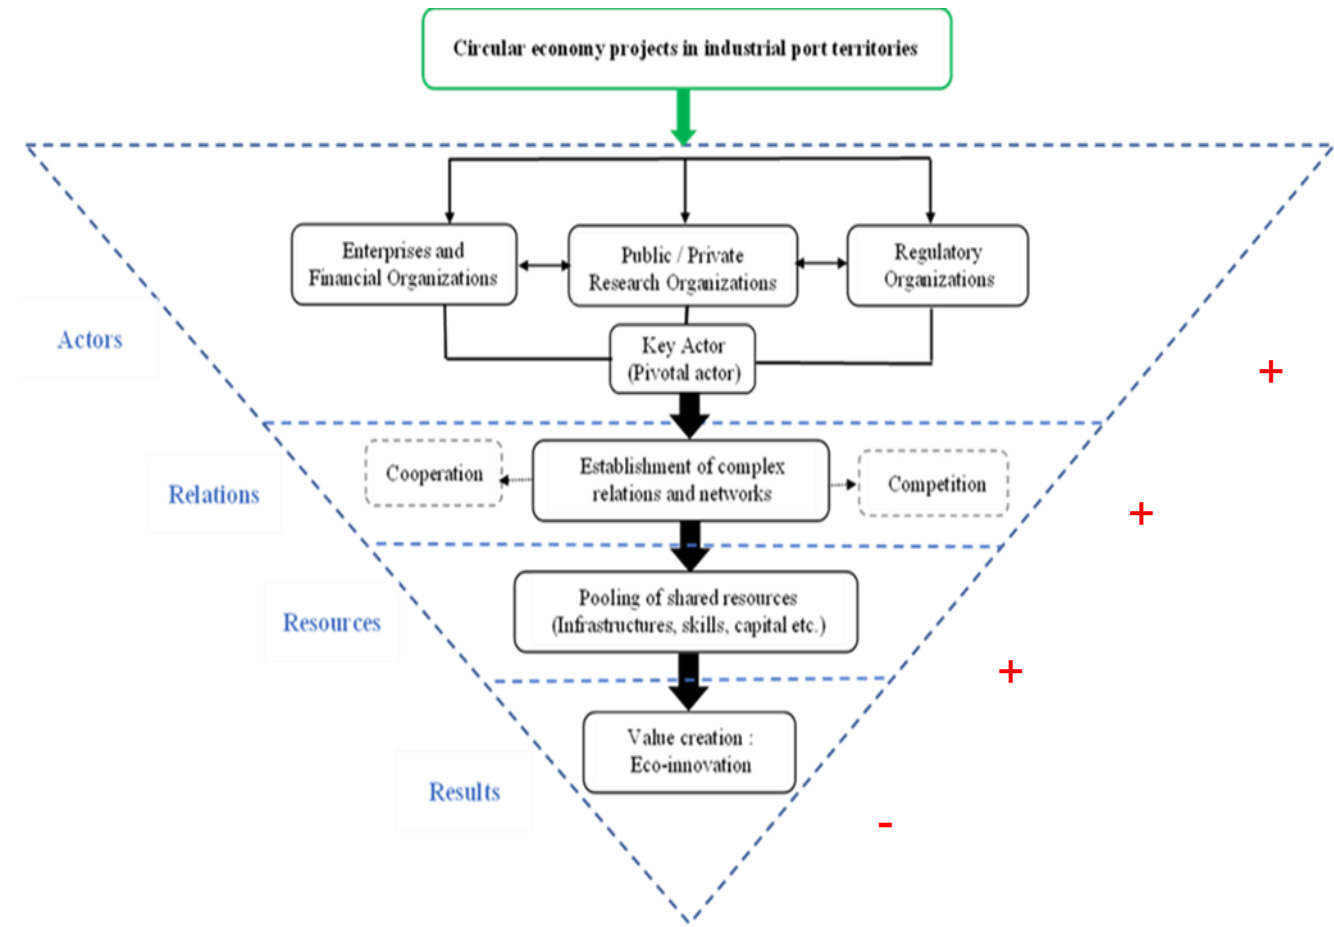 Circular economy projects in industrial port territories
Enterprises and
Financial Organizations
Public / Private
Research Organizations
Regulatory
Organizations
Actors
Key Actor
(Pivotal actor)
+
Relations
Cooperation
Establishment of complex
relations and networks
Competition
+
Resources
Pooling of shared resources
(Infrastructures, skills, capital etc.)
+
Results
Value creation :
Eco-innovation
-